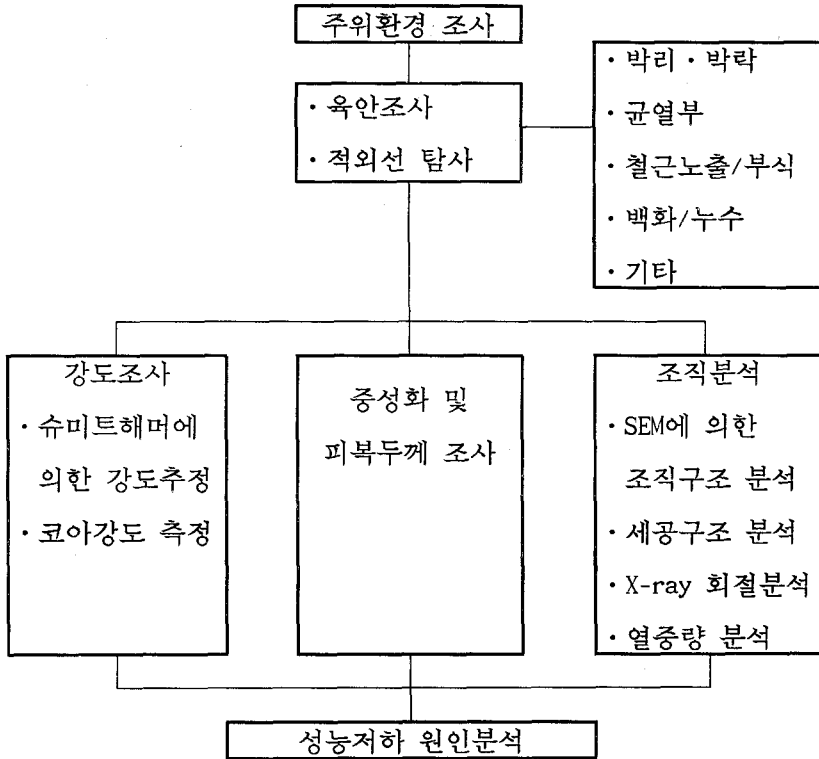 주위환경 조사
· 육안조사
· 적외선 탐사
· 박리 · 박락
· 균열부
· 철근노출/부식
· 백화/누수
· 기타
강도조사
· 슈미트해머에
의한 강도추정
· 코아강도 측정
중성화 및
피복두께 조사
조직분석
· SEM에 의한
조직구조 분석
· 세공구조 분석
· X-ray 회절분석
· 열중량 분석
성능저하 원인분석